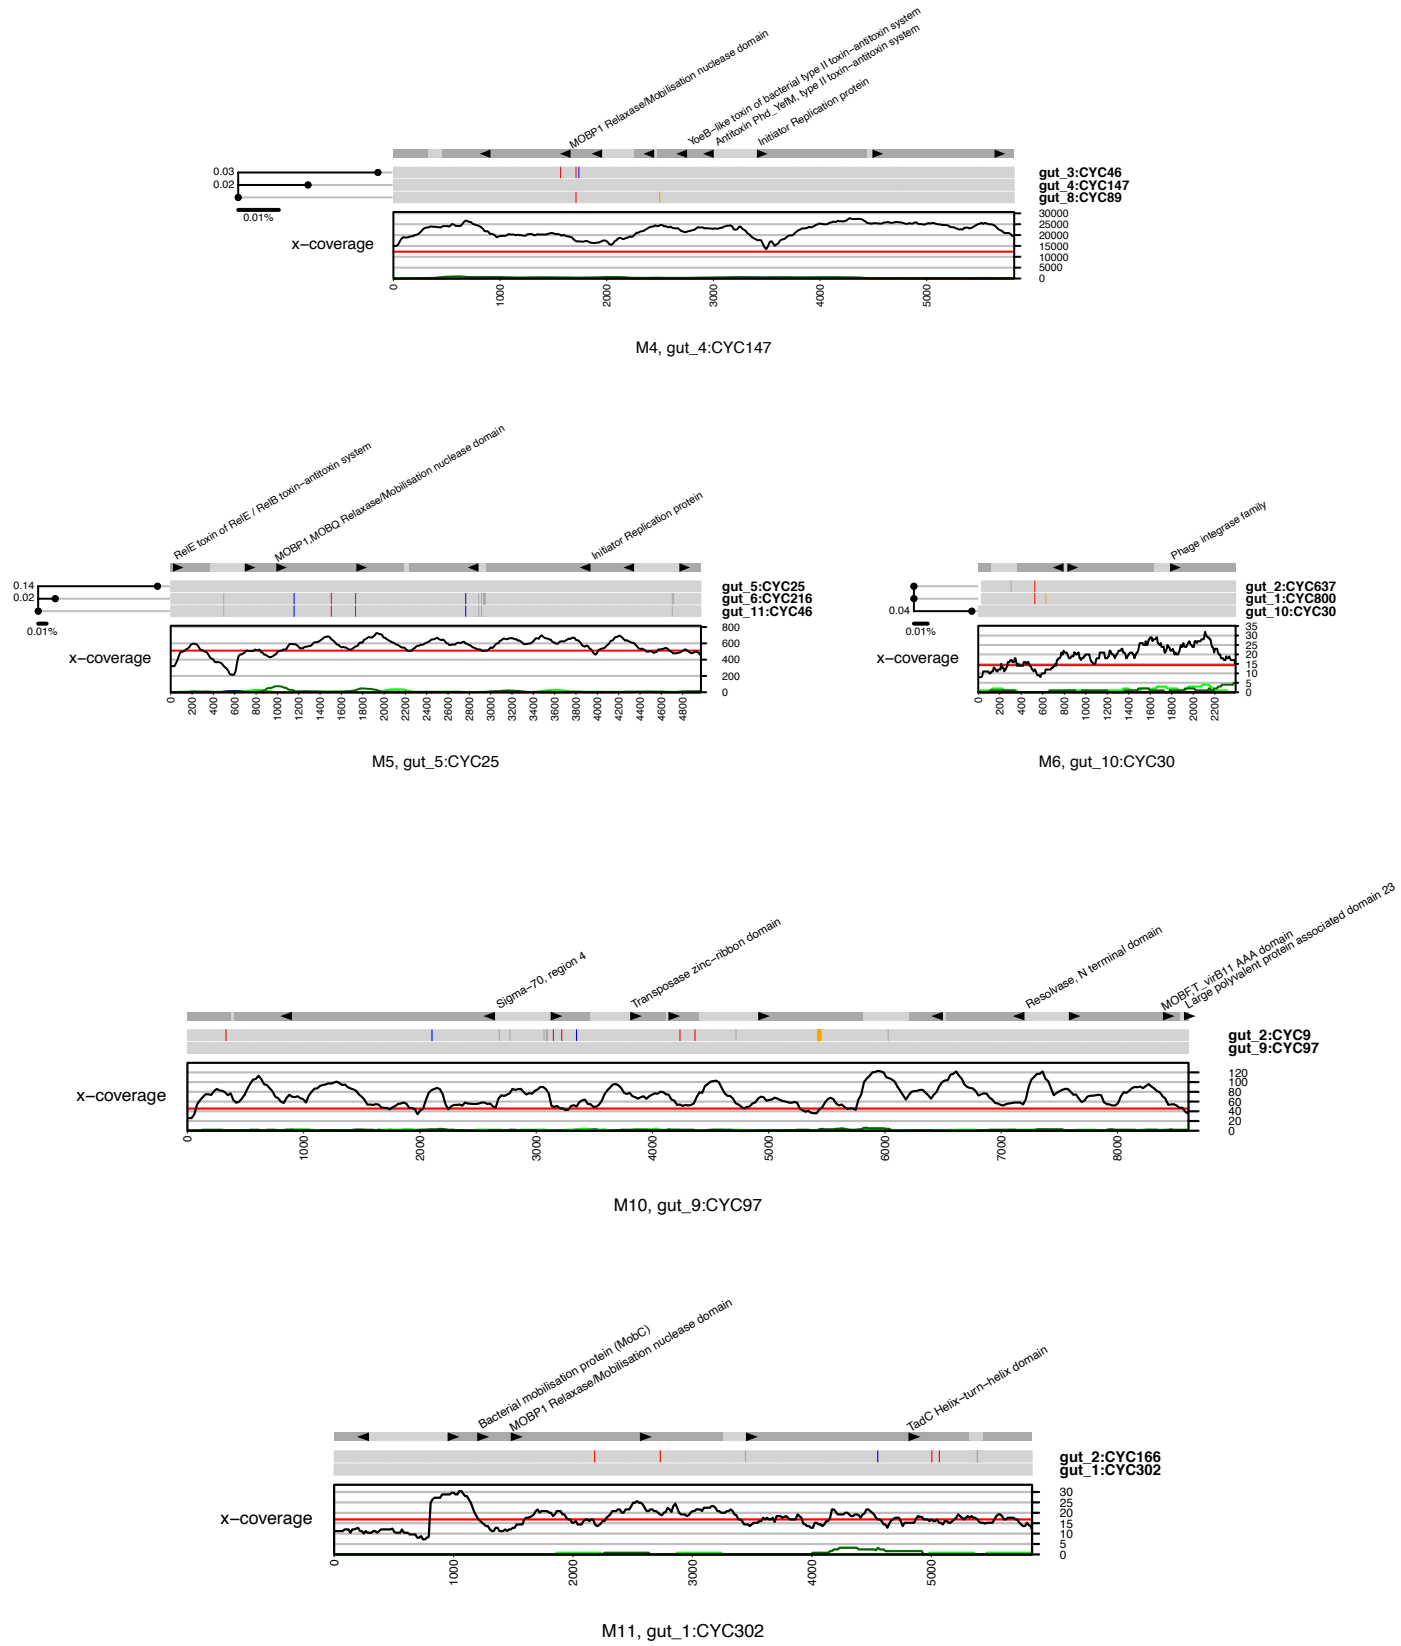 MOBP1 Relaxase/Mobilisation nuclease domain
YoeB−like toxin of bacterial type II toxin−antitoxin system
Antitoxin Phd_YefM, type II toxin−antitoxin system
Initiator Replication protein
0.03
0.02
0.01%
gut_3:CYC46
gut_4:CYC147
gut_8:CYC89
x−coverage
30000
25000
20000
15000
10000
5000
0
0 1000 2000 3000 4000 5000
M4, gut_4:CYC147
RelE toxin of RelE / RelB toxin−antitoxin system
MOBP1,MOBQ Relaxase/Mobilisation nuclease domain
Initiator Replication protein
0.14
0.02
0.01%
gut_5:CYC25
gut_6:CYC216
gut_11:CYC46
x−coverage
800
600
400
200
0
0 200 400 600 800 1000 1200 1400 1600 1800 2000 2200 2400 2600 2800 3000 3200 3400 3600 3800 4000 4200 4400 4600 4800
M5, gut_5:CYC25
Phage integrase family
0.04
0.01%
gut_2:CYC637
gut_1:CYC800
gut_10:CYC30
x−coverage
35
30
25
20
15
10
5
0
0 200 400 600 800 1000 1200 1400 1600 1800 2000 2200
M6, gut_10:CYC30
Sigma−70, region 4
Transposase zinc−ribbon domain
Resolvase, N terminal domain
MOBF,T_virB11 AAA domain
Large polyvalent protein associated domain 23
gut_2:CYC9
gut_9:CYC97
x−coverage
120
100
80
60
40
20
0
0 1000 2000 3000 4000 5000 6000 7000 8000
M10, gut_9:CYC97
Bacterial mobilisation protein (MobC)
MOBP1 Relaxase/Mobilisation nuclease domain
TadC Helix−turn−helix domain
gut_2:CYC166
gut_1:CYC302
x−coverage
30
25
20
15
10
5
0
0 1000 2000 3000 4000 5000
M11, gut_1:CYC302